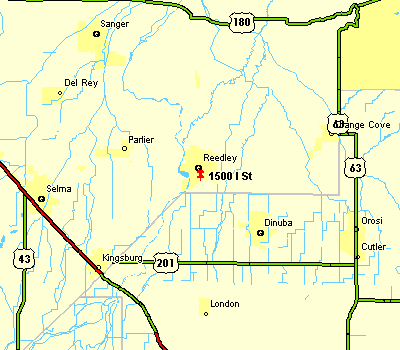 180
Sanger
Del Rey
63
Orange Cove
Parlier
Reedley
63
1500 I St
Selma
Orosi
Dinuba
Cutler
43
Kingsburg
201
London